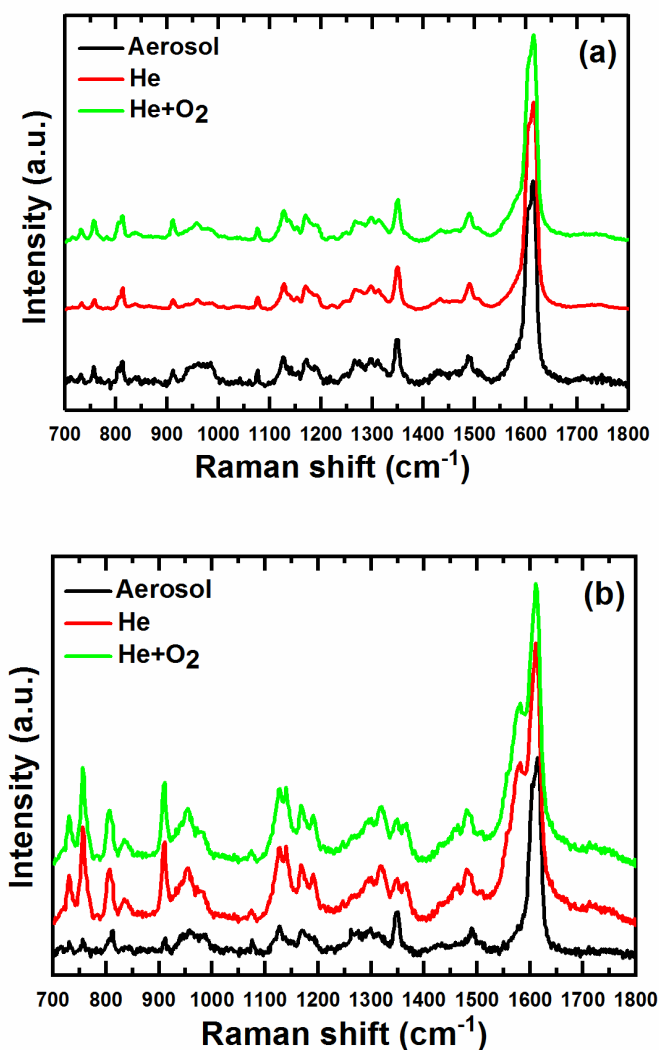 (a)
Aerosol
He
He+O2
Intensity (a.u.)
700 800 900 1000 1100 1200 1300 1400 1500 1600 1700 1800
Raman shift (cm-1)
(b)
Aerosol
He
He+O2
Intensity (a.u.)
700 800 900 1000 1100 1200 1300 1400 1500 1600 1700 1800
Raman shift (cm-1)